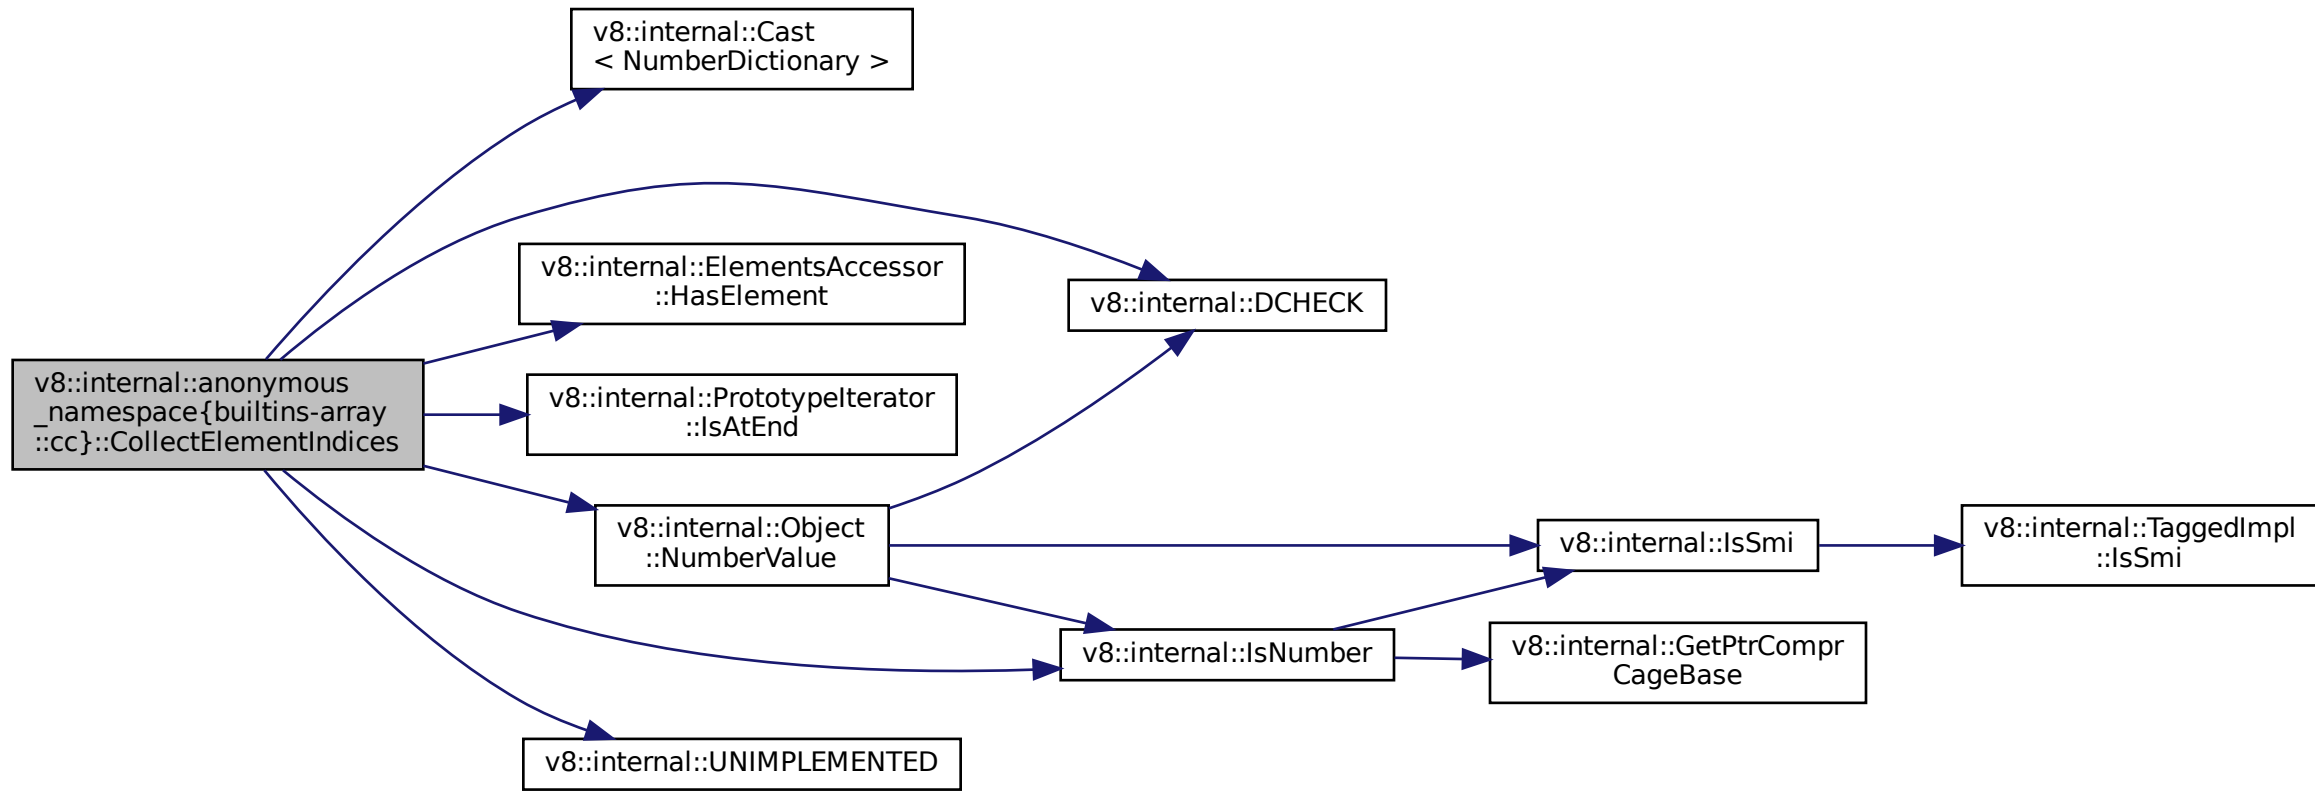 v8::internal::Cast
< NumberDictionary >
v8::internal::ElementsAccessor
::HasElement
v8::internal::DCHECK
v8::internal::anonymous
_namespace{builtins-array
::cc}::CollectElementIndices
v8::internal::PrototypeIterator
::IsAtEnd
v8::internal::Object
::NumberValue
v8::internal::IsSmi
v8::internal::TaggedImpl
::IsSmi
v8::internal::IsNumber
v8::internal::GetPtrCompr
CageBase
v8::internal::UNIMPLEMENTED